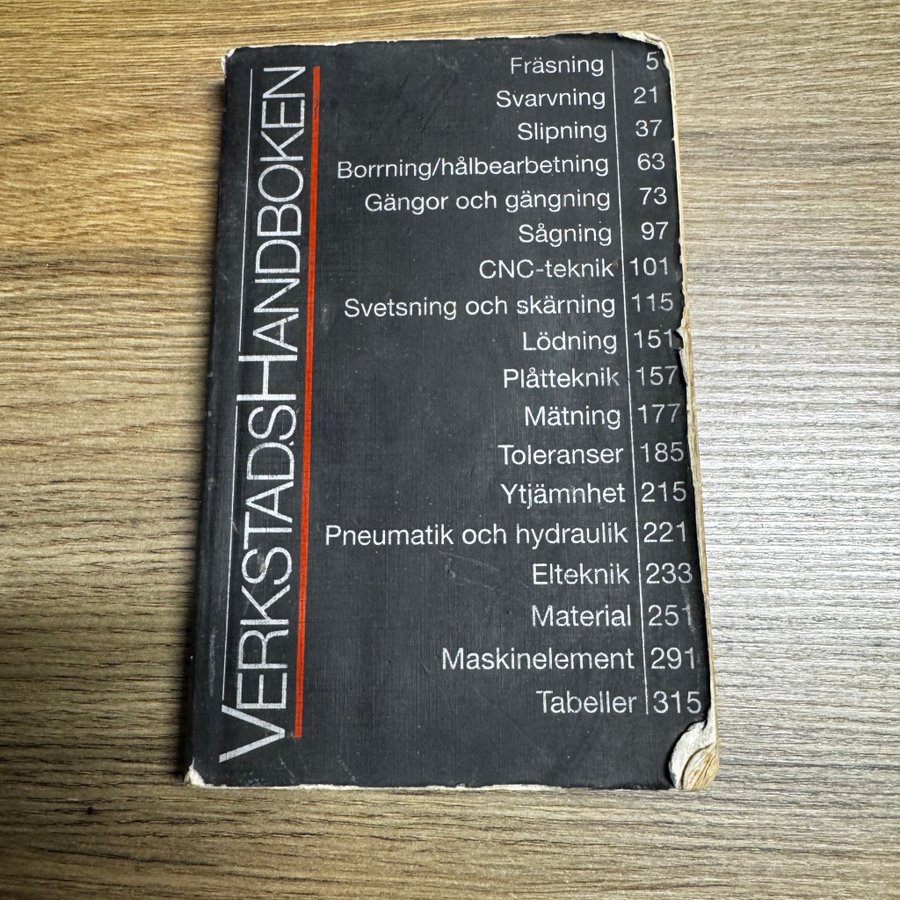 VERKSTADSHANDBOKEN
Fräsning 5
Svarvning 21
Slipning 37
Borrning/hålbearbetning 63
Gängor och gängning 73
Sågning 97
CNC-teknik 101
Svetsning och skärning 115
Lödning 151
Plåtteknik 157
Mätning 177
Toleranser 185
Ytjämnhet 215
Pneumatik och hydraulik 221
Elteknik 233
Material 251
Maskinelement 291
Tabeller 315